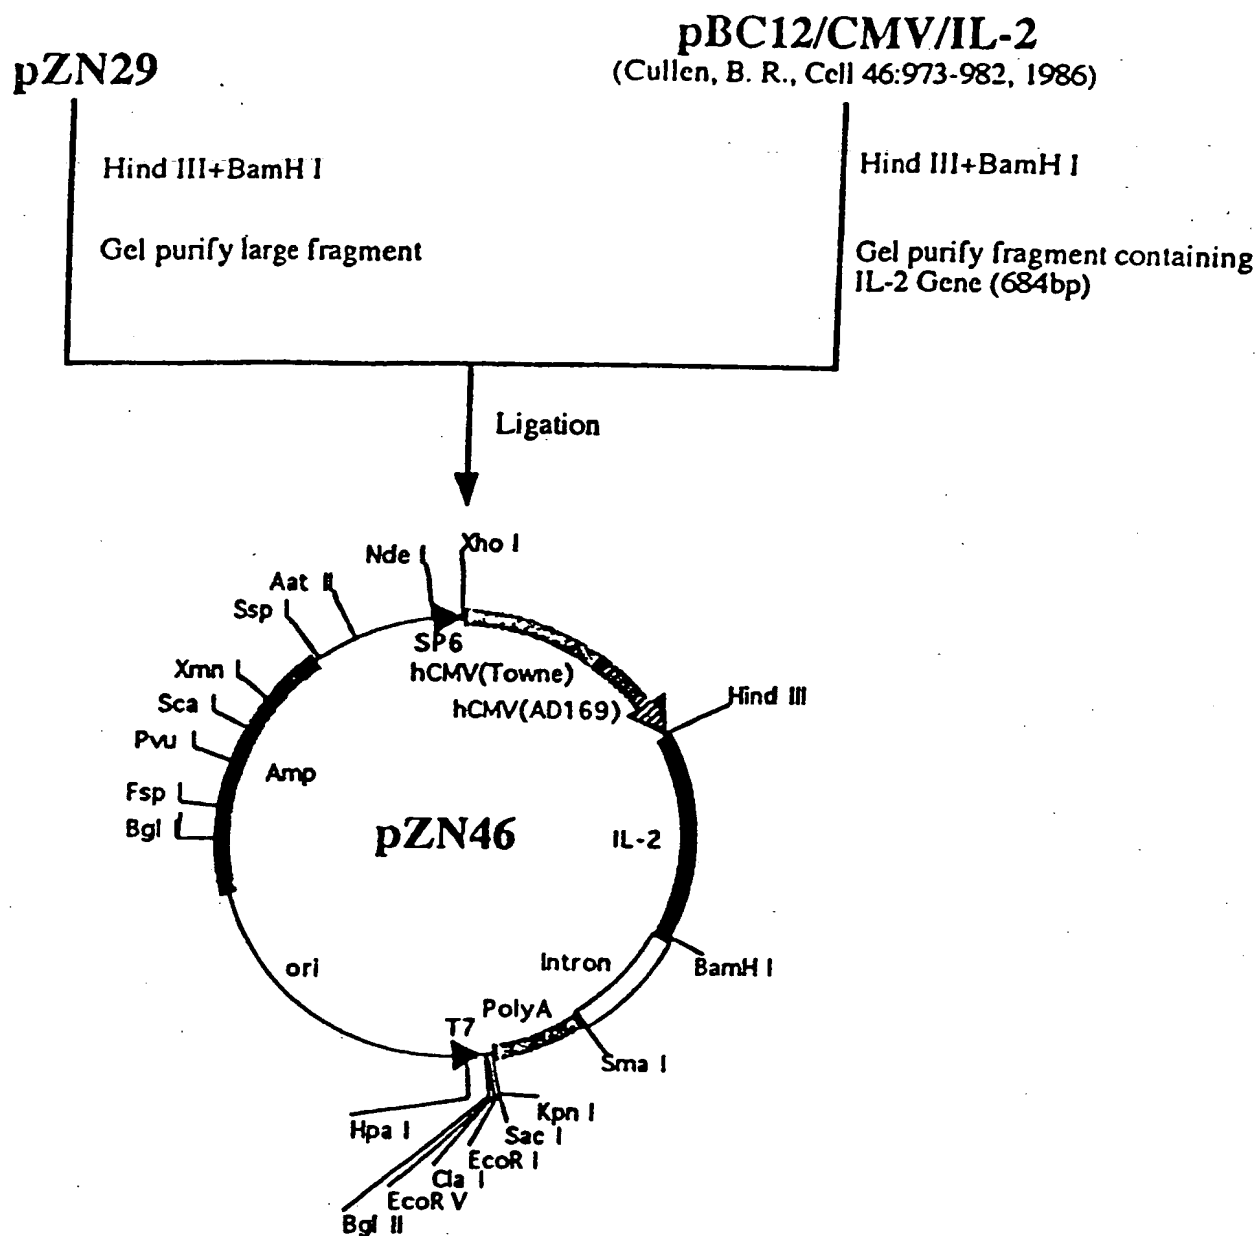 pBC12/CMV/IL-2
pZN29
(Cullen, B. R., Cell 46:973-982, 1986)
Hind III+BamH I
Hind III+BamH I
Gel purify large fragment
Gel purify fragment containing
IL-2 Gene (684bp)
Ligation
Nde I
Xho I
Aat II
Ssp I
SP6
hCMV(Towne)
Xmn I
Hind III
Sca I
hCMV(AD169)
Pvu I
Amp
Fsp I
Bgl I
pZN46
IL-2
ori
Intron
BamH I
PolyA
T7
Sma I
Kpn I
Hpa I
Sac I
EcoR I
Cla I
EcoR V
Bgl II